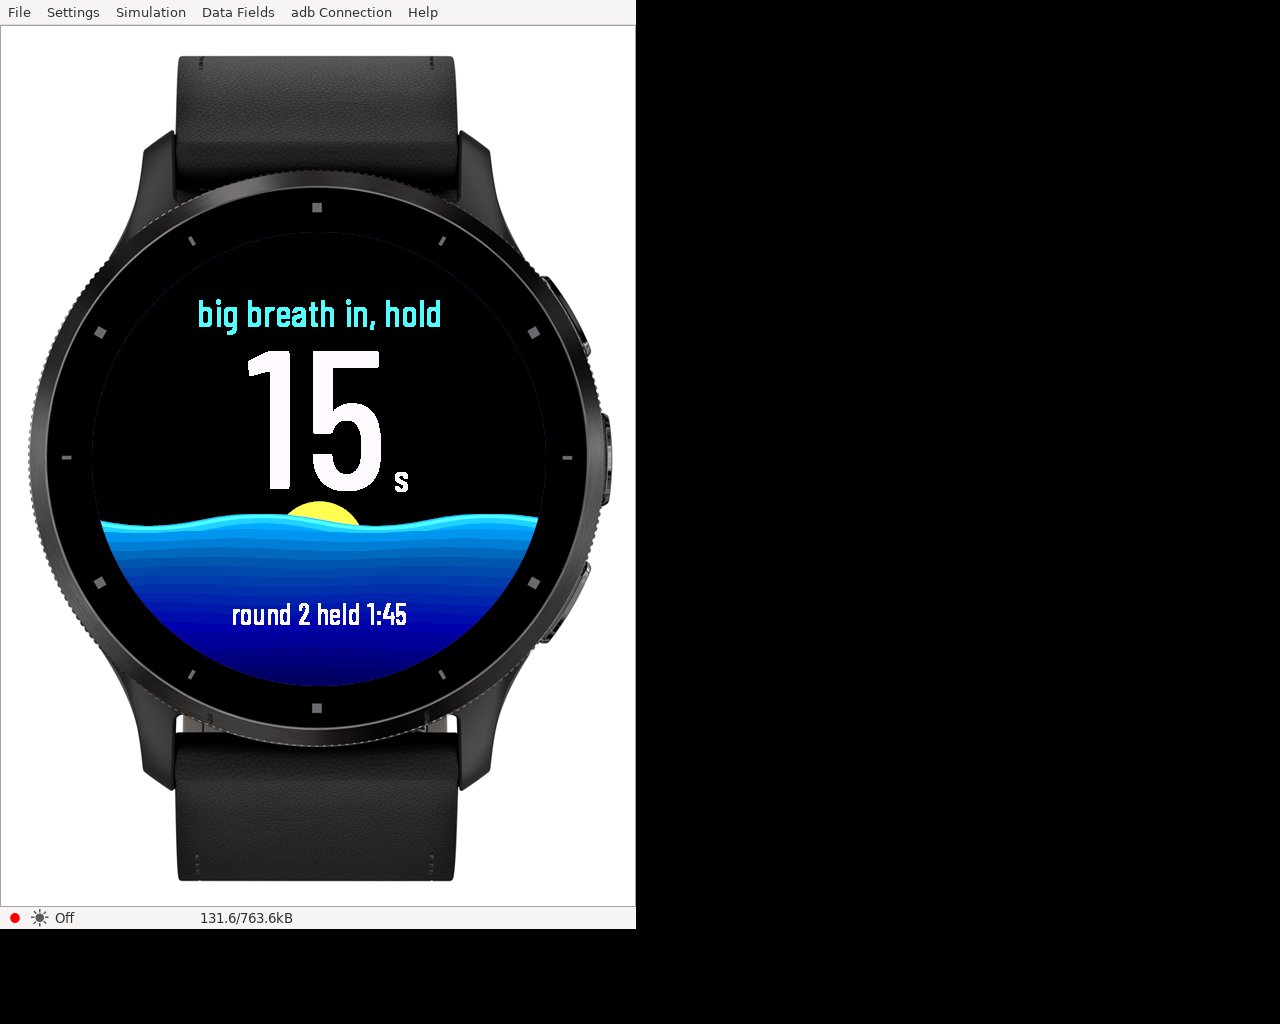 File Settings Simulation Data Fields adb Connection Help
big breath in, hold
15 s
round 2 held 1:45
Off 131.6/763.6kB